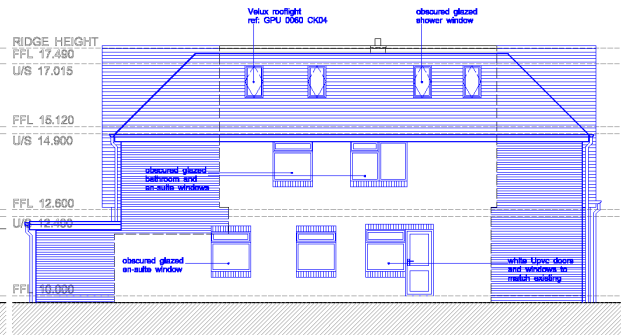 Velux rooflight
ref: GPU 0060 CK04
obscured glazed
shower window
RIDGE HEIGHT
FFL 17.490
U/S 17.015
FFL 15.120
U/S 14.900
obscured glazed
bathroom and
en-suite windows
FFL 12.600
U/S 12.400
obscured glazed
en-suite window
white Upvc doors
and windows to
match existing
FFL 10.000